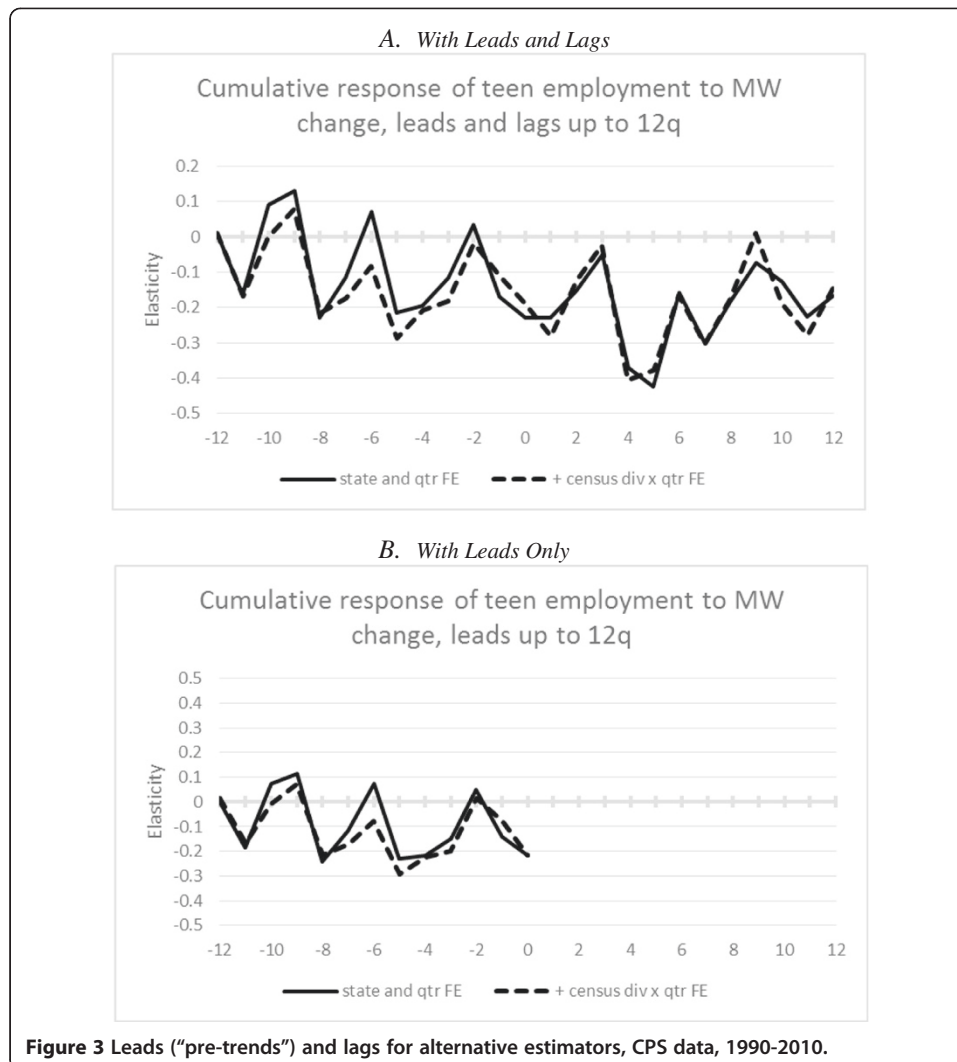 A. With Leads and Lags
Cumulative response of teen employment to MW
change, leads and lags up to 12q
0.2
0.1
0
-0.1
-0.2
-0.3
-0.4
-0.5
Elasticity
-12 -10 -8 -6 -4 -2 0 2 4 6 8 10 12
state and qtr FE + census div x qtr FE
B. With Leads Only
Cumulative response of teen employment to MW
change, leads up to 12q
0.5
0.4
0.3
0.2
0.1
0
-0.1
-0.2
-0.3
-0.4
-0.5
Elasticity
-12 -10 -8 -6 -4 -2 0 2 4 6 8 10 12
state and qtr FE + census div x qtr FE
Figure 3 Leads ("pre-trends") and lags for alternative estimators, CPS data, 1990-2010.